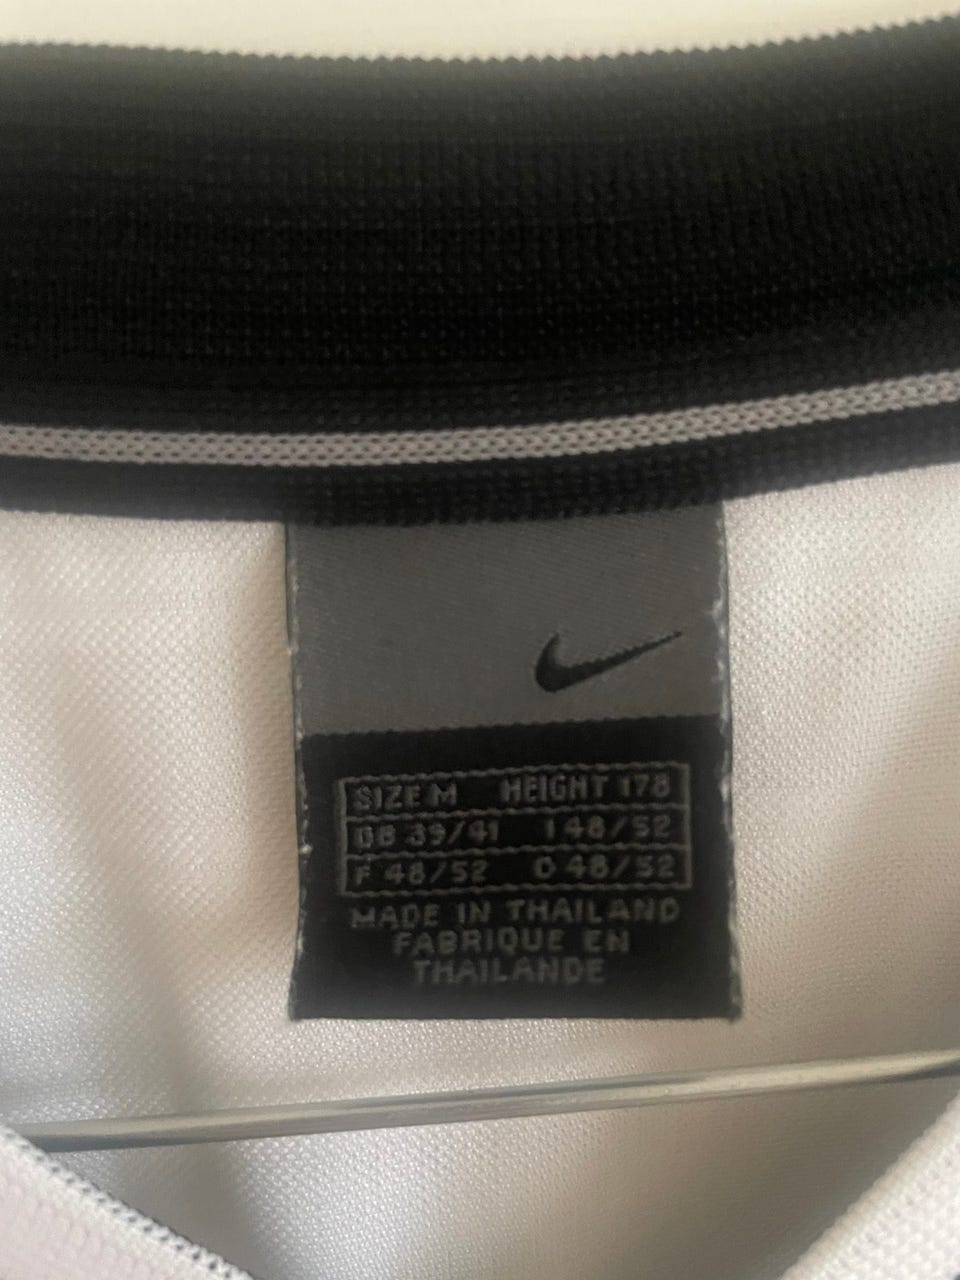 SIZE M HEIGHT 178
GB 39/41 I 48/52
F 48/52 D 48/52
MADE IN THAILAND
FABRIQUE EN
THAILANDE